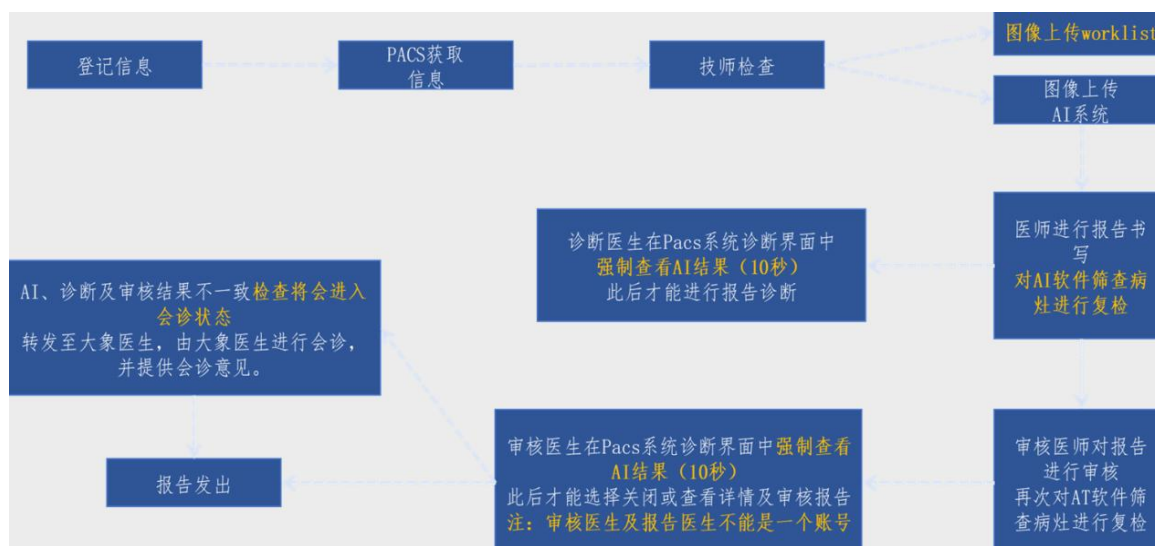 登记信息
PACS获取
信息
技师检查
图像上传worklist
图像上传
AI系统
医师进行报告书
写
对AI软件筛查病
灶进行复检
诊断医生在Pacs系统诊断界面中
强制查看AI结果（10秒）
此后才能进行报告诊断
审核医师对报告
进行审核
再次对AT软件筛
查病灶进行复检
审核医生在Pacs系统诊断界面中强制查看
AI结果（10秒）
此后才能选择关闭或查看详情及审核报告
注：审核医生及报告医生不能是一个账号
AI、诊断及审核结果不一致检查将会进入
会诊状态
转发至大象医生，由大象医生进行会诊，
并提供会诊意见。
报告发出